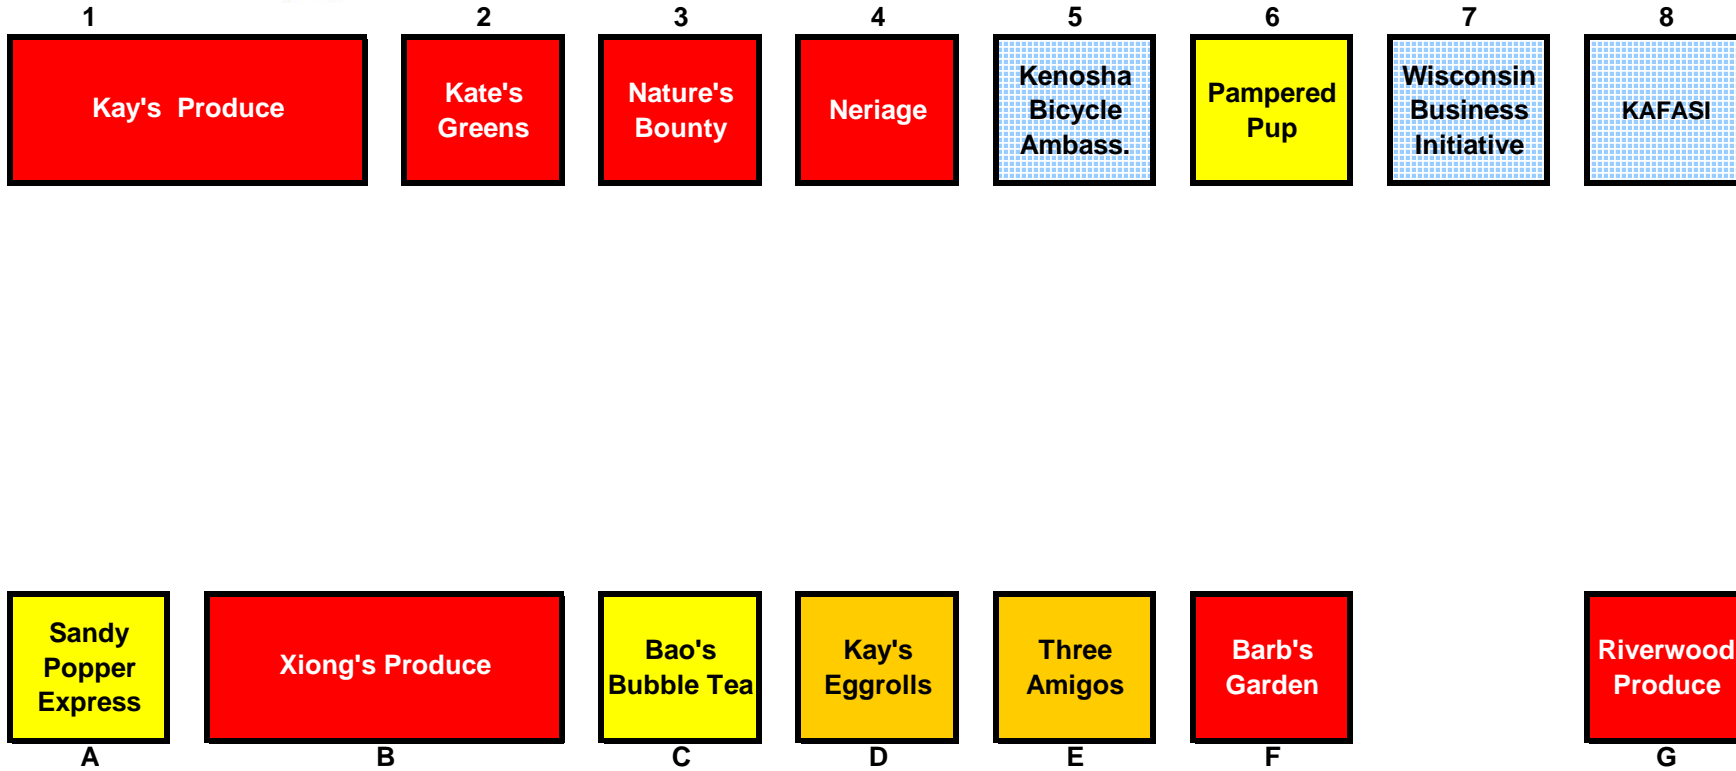 1 2 3 4 5 6 7 8
Kay's Produce
Kate's
Greens
Nature's
Bounty
Neriage
Kenosha
Bicycle
Ambass.
Pampered
Pup
Wisconsin
Business
Initiative
KAFASI
Sandy
Popper
Express
Xiong's Produce
Bao's
Bubble Tea
Kay's
Eggrolls
Three
Amigos
Barb's
Garden
Riverwood
Produce
A B C D E F G